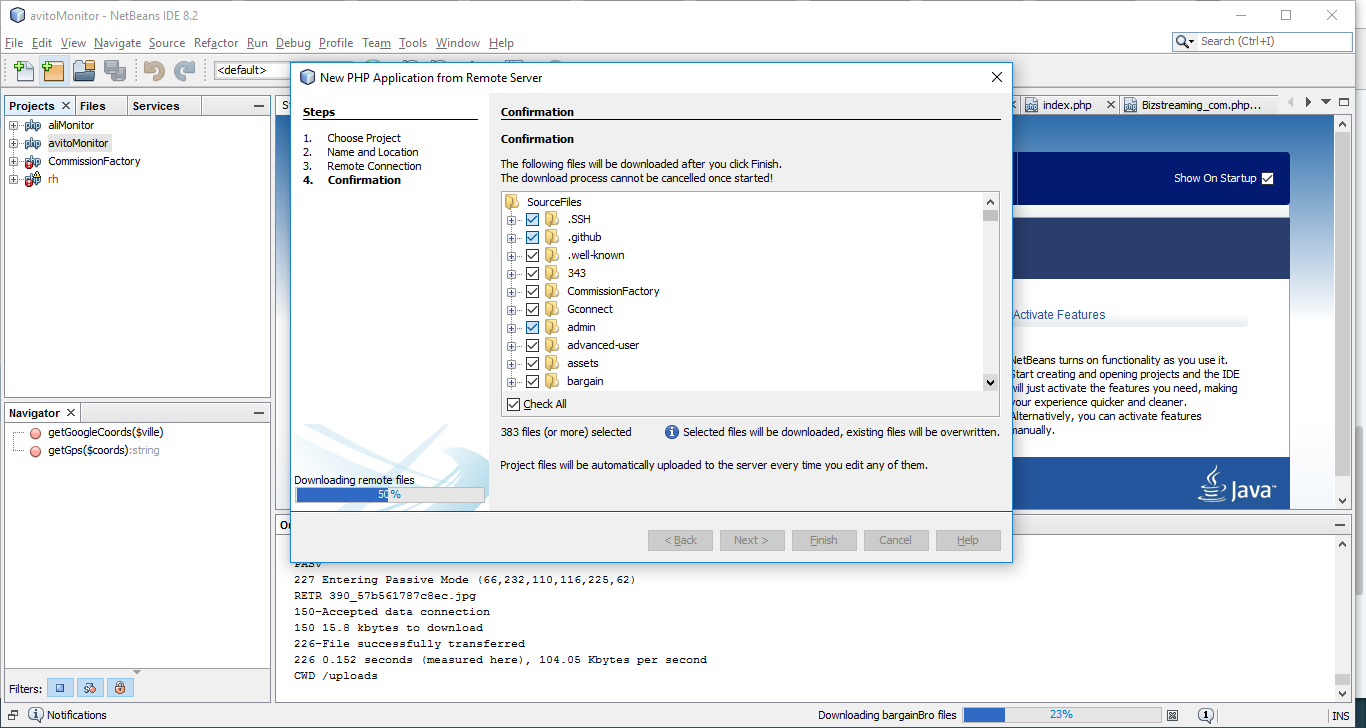 avitoMonitor - NetBeans IDE 8.2
File Edit View Navigate Source Refactor Run Debug Profile Team Tools Window Help
Search (Ctrl+I)
<default>
New PHP Application from Remote Server
Projects Files Services
index.php
Bizstreaming_com.php...
aliMonitor
avitoMonitor
CommissionFactory
rh
Steps
1. Choose Project
2. Name and Location
3. Remote Connection
4. Confirmation
Confirmation
Confirmation
The following files will be downloaded after you click Finish.
The download process cannot be cancelled once started!
SourceFiles
.SSH
.github
.well-known
343
CommissionFactory
Gconnect
admin
advanced-user
assets
bargain
Check All
383 files (or more) selected
Selected files will be downloaded, existing files will be overwritten.
Project files will be automatically uploaded to the server every time you edit any of them.
Downloading remote files
50%
< Back Next > Finish Cancel Help
Show On Startup
Activate Features
NetBeans turns on functionality as you use it.
Start creating and opening projects and the IDE
will just activate the features you need, making
your experience quicker and cleaner.
Alternatively, you can activate features
manually.
Java™
Navigator
getGoogleCoords($ville)
getGps($coords):string
Filters:
PASV
227 Entering Passive Mode (66,232,110,116,225,62)
RETR 390_57b561787c8ec.jpg
150-Accepted data connection
150 15.8 kbytes to download
226-File successfully transferred
226 0.152 seconds (measured here), 104.05 Kbytes per second
CWD /uploads
Notifications
Downloading bargainBro files
23%
1
INS